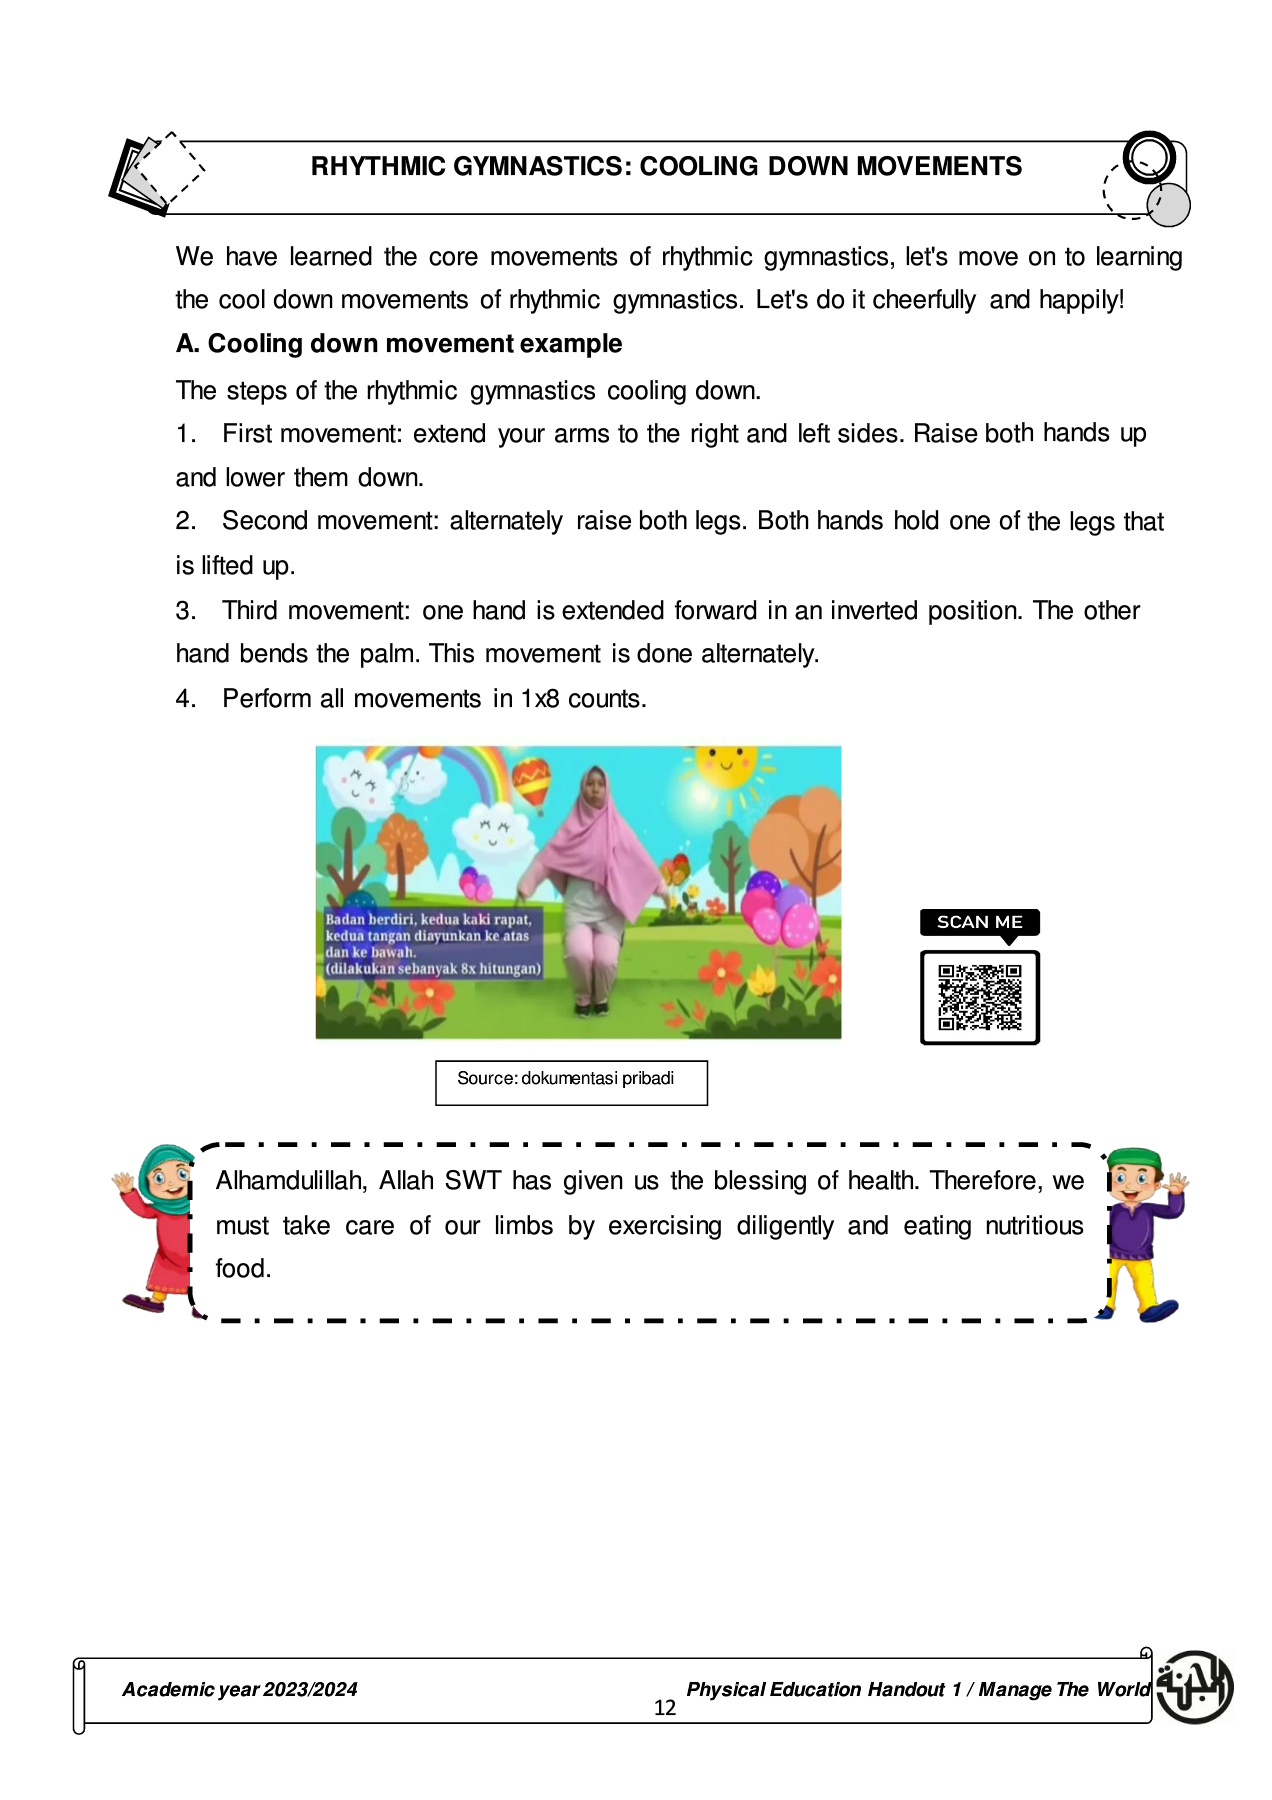 RHYTHMIC GYMNASTICS: COOLING DOWN MOVEMENTS
We have learned the core movements of rhythmic gymnastics, let's move on to learning
the cool down movements of rhythmic gymnastics. Let's do it cheerfully and happily!
A. Cooling down movement example
The steps of the rhythmic gymnastics cooling down.
1. First movement: extend your arms to the right and left sides. Raise both hands up
and lower them down.
2. Second movement: alternately raise both legs. Both hands hold one of the legs that
is lifted up.
3. Third movement: one hand is extended forward in an inverted position. The other
hand bends the palm. This movement is done alternately.
4. Perform all movements in 1x8 counts.
Badan berdiri, kedua kaki rapat,
kedua tangan diayunkan ke atas
dan ke bawah.
(dilakukan sebanyak 8x hitungan)
SCAN ME
Source: dokumentasi pribadi
Alhamdulillah, Allah SWT has given us the blessing of health. Therefore, we
must take care of our limbs by exercising diligently and eating nutritious
food.
Academic year 2023/2024
Physical Education Handout 1 / Manage The World
12